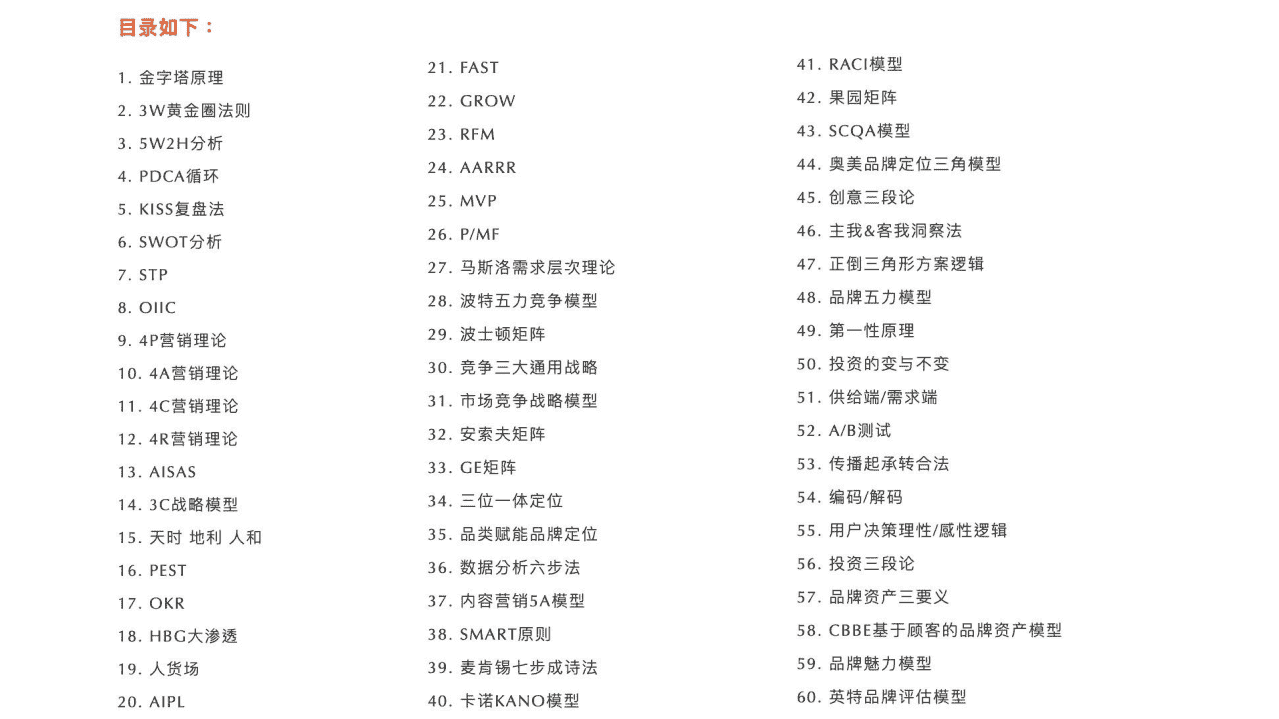 目录如下：
1. 金字塔原理
2. 3W黄金圈法则
3. 5W2H分析
4. PDCA循环
5. KISS复盘法
6. SWOT分析
7. STP
8. OIIC
9. 4P营销理论
10. 4A营销理论
11. 4C营销理论
12. 4R营销理论
13. AISAS
14. 3C战略模型
15. 天时 地利 人和
16. PEST
17. OKR
18. HBG大渗透
19. 人货场
20. AIPL
21. FAST
22. GROW
23. RFM
24. AARRR
25. MVP
26. P/MF
27. 马斯洛需求层次理论
28. 波特五力竞争模型
29. 波士顿矩阵
30. 竞争三大通用战略
31. 市场竞争战略模型
32. 安索夫矩阵
33. GE矩阵
34. 三位一体定位
35. 品类赋能品牌定位
36. 数据分析六步法
37. 内容营销5A模型
38. SMART原则
39. 麦肯锡七步成诗法
40. 卡诺KANO模型
41. RACI模型
42. 果园矩阵
43. SCQA模型
44. 奥美品牌定位三角模型
45. 创意三段论
46. 主我&客我洞察法
47. 正倒三角形方案逻辑
48. 品牌五力模型
49. 第一性原理
50. 投资的变与不变
51. 供给端/需求端
52. A/B测试
53. 传播起承转合法
54. 编码/解码
55. 用户决策理性/感性逻辑
56. 投资三段论
57. 品牌资产三要义
58. CBBE基于顾客的品牌资产模型
59. 品牌魅力模型
60. 英特品牌评估模型